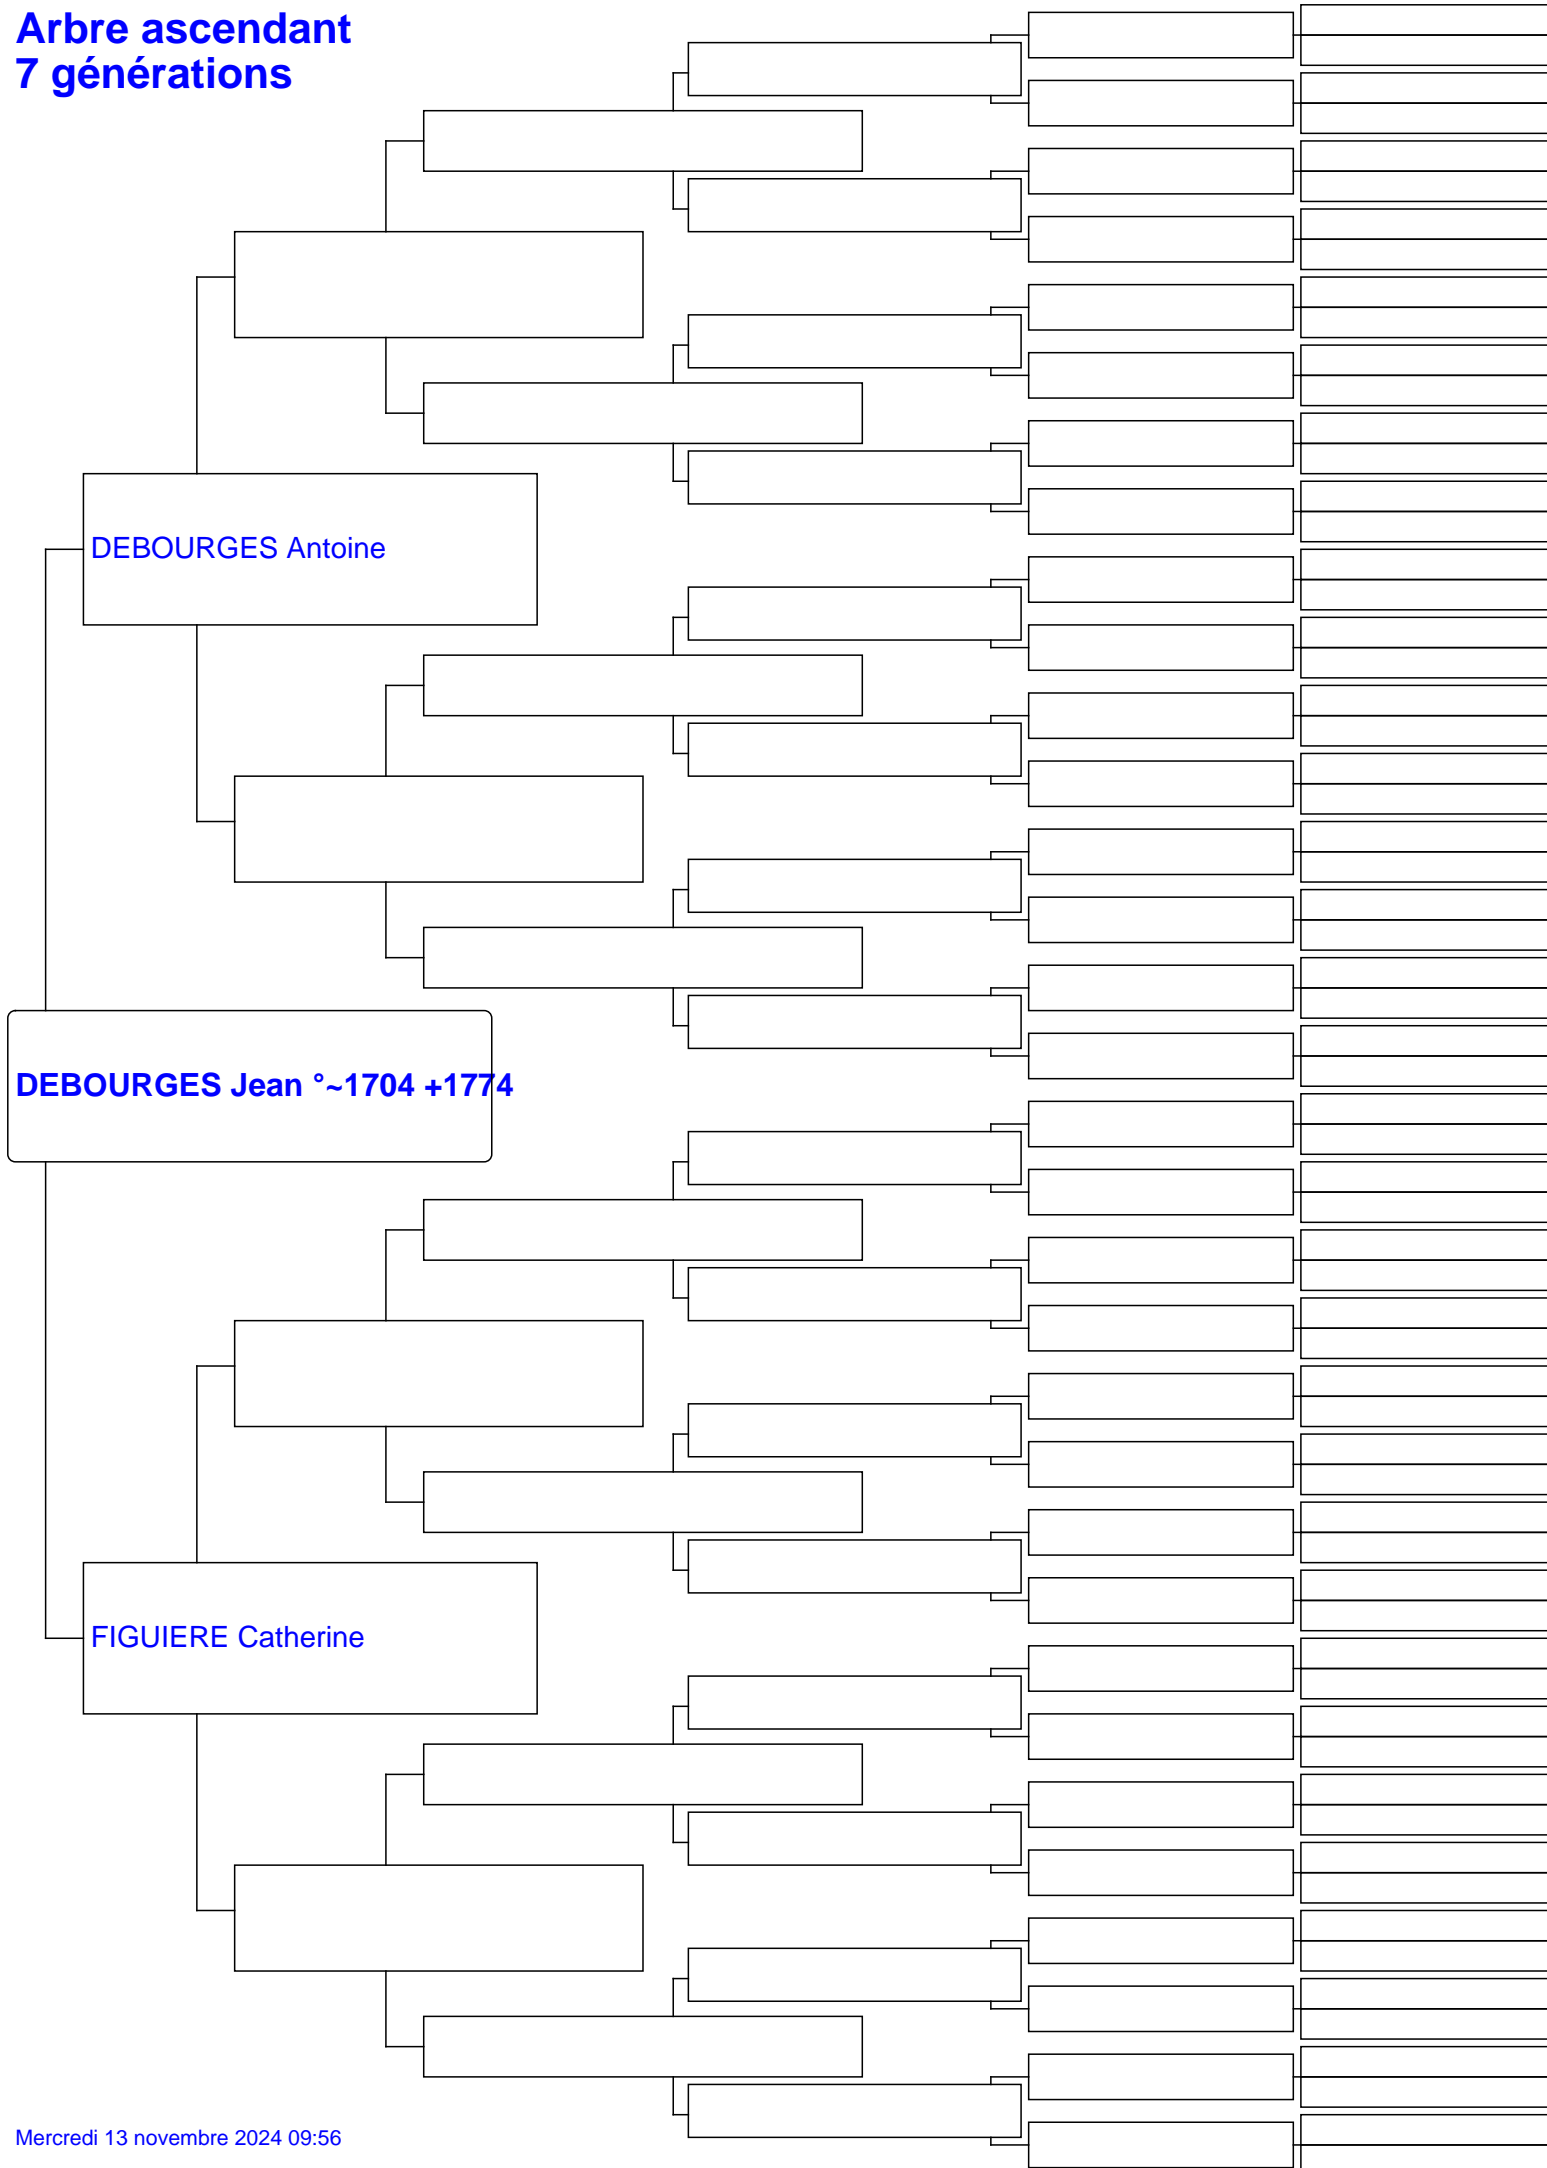 Arbre ascendant
7 générations
DEBOURGES Antoine
DEBOURGES Jean °~1704 +1774
FIGUIERE Catherine
Mercredi 13 novembre 2024 09:56